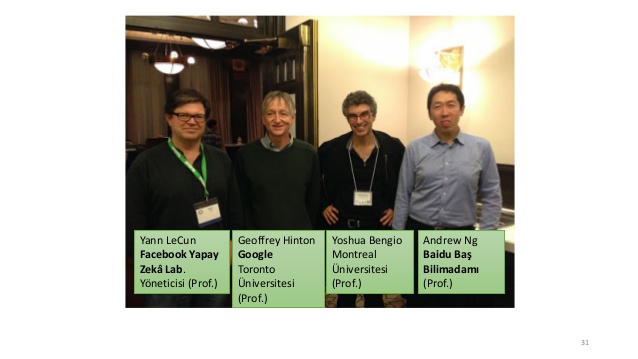 Yann LeCun
Facebook Yapay
Zekâ Lab.
Yöneticisi (Prof.)
Geoffrey Hinton
Google
Toronto
Üniversitesi
(Prof.)
Yoshua Bengio
Montreal
Üniversitesi
(Prof.)
Andrew Ng
Baidu Baş
Bilimadamı
(Prof.)
31